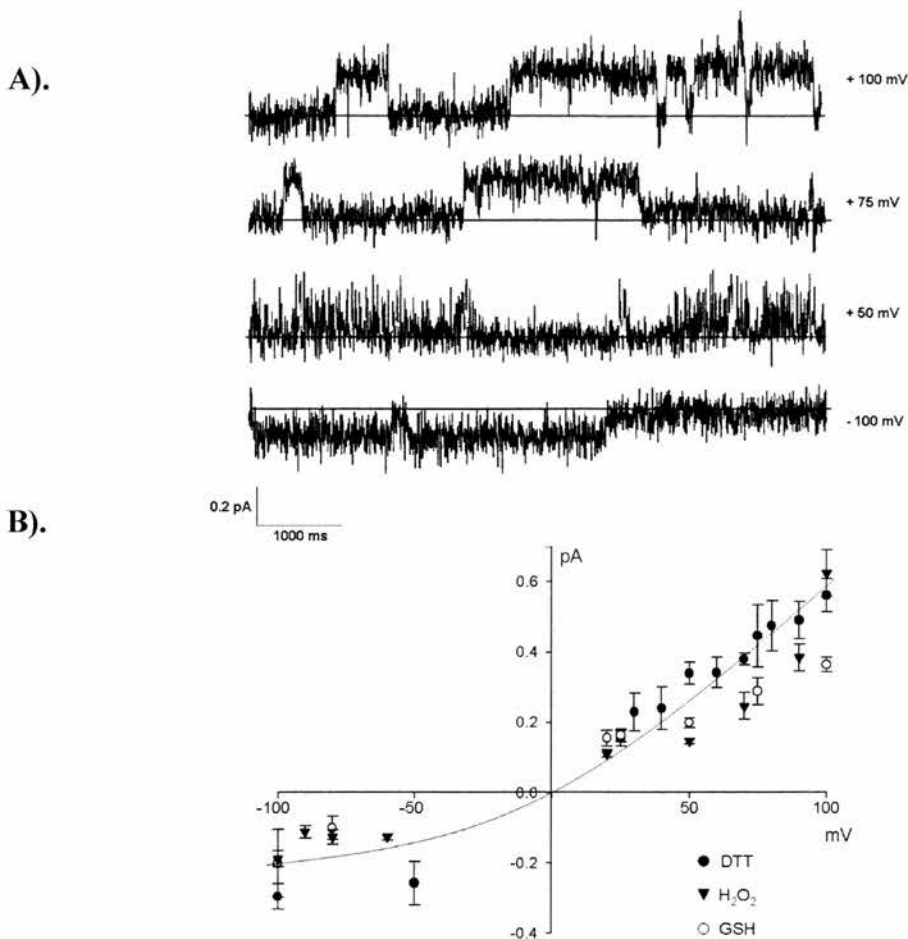 A).
+ 100 mV
+ 75 mV
+ 50 mV
- 100 mV
0.2 pA
1000 ms
B).
pA
0.6
0.4
0.2
0.0
-100
-50
50
100
mV
-0.2
-0.4
DTT
H₂O₂
GSH